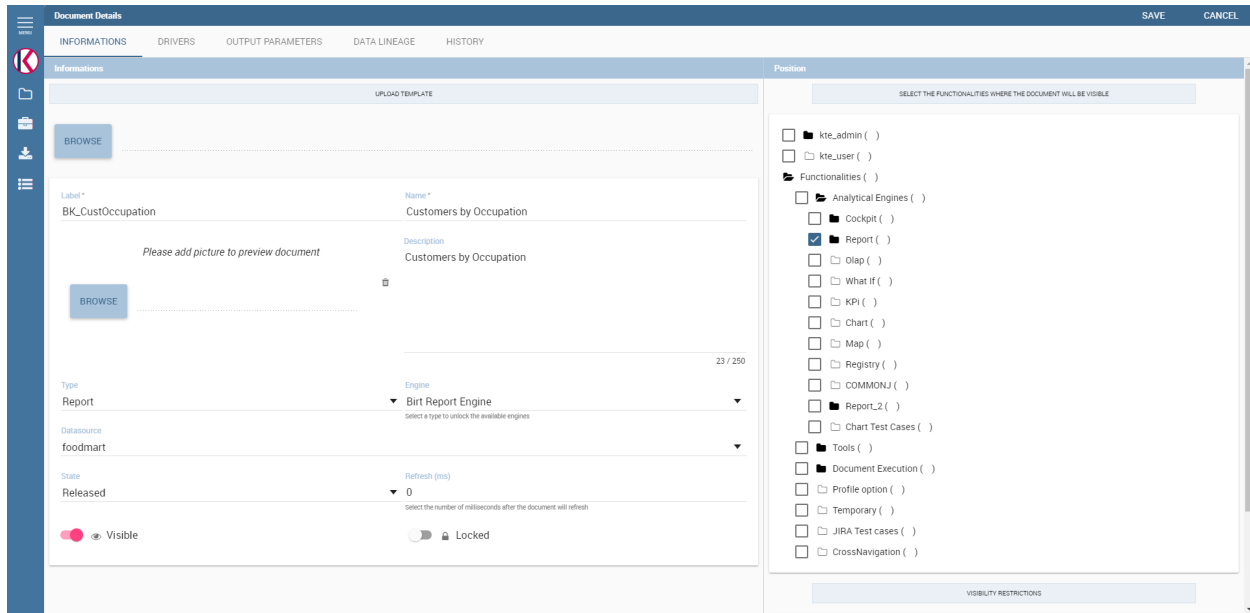 Document Details
SAVE
CANCEL
MENU
INFORMATIONS
DRIVERS
OUTPUT PARAMETERS
DATA LINEAGE
HISTORY
Informations
UPLOAD TEMPLATE
BROWSE
Label *
BK_CustOccupation
Name *
Customers by Occupation
Please add picture to preview document
BROWSE
Description
Customers by Occupation
23 / 250
Type
Report
Engine
Birt Report Engine
Select a type to unlock the available engines
Datasource
foodmart
State
Released
Refresh (ms)
0
Select the number of milliseconds after the document will refresh
Visible
Locked
Position
SELECT THE FUNCTIONALITIES WHERE THE DOCUMENT WILL BE VISIBLE
kte_admin ( )
kte_user ( )
Functionalities ( )
Analytical Engines ( )
Cockpit ( )
Report ( )
Olap ( )
What If ( )
KPi ( )
Chart ( )
Map ( )
Registry ( )
COMMONJ ( )
Report_2 ( )
Chart Test Cases ( )
Tools ( )
Document Execution ( )
Profile option ( )
Temporary ( )
JIRA Test cases ( )
CrossNavigation ( )
VISIBILITY RESTRICTIONS